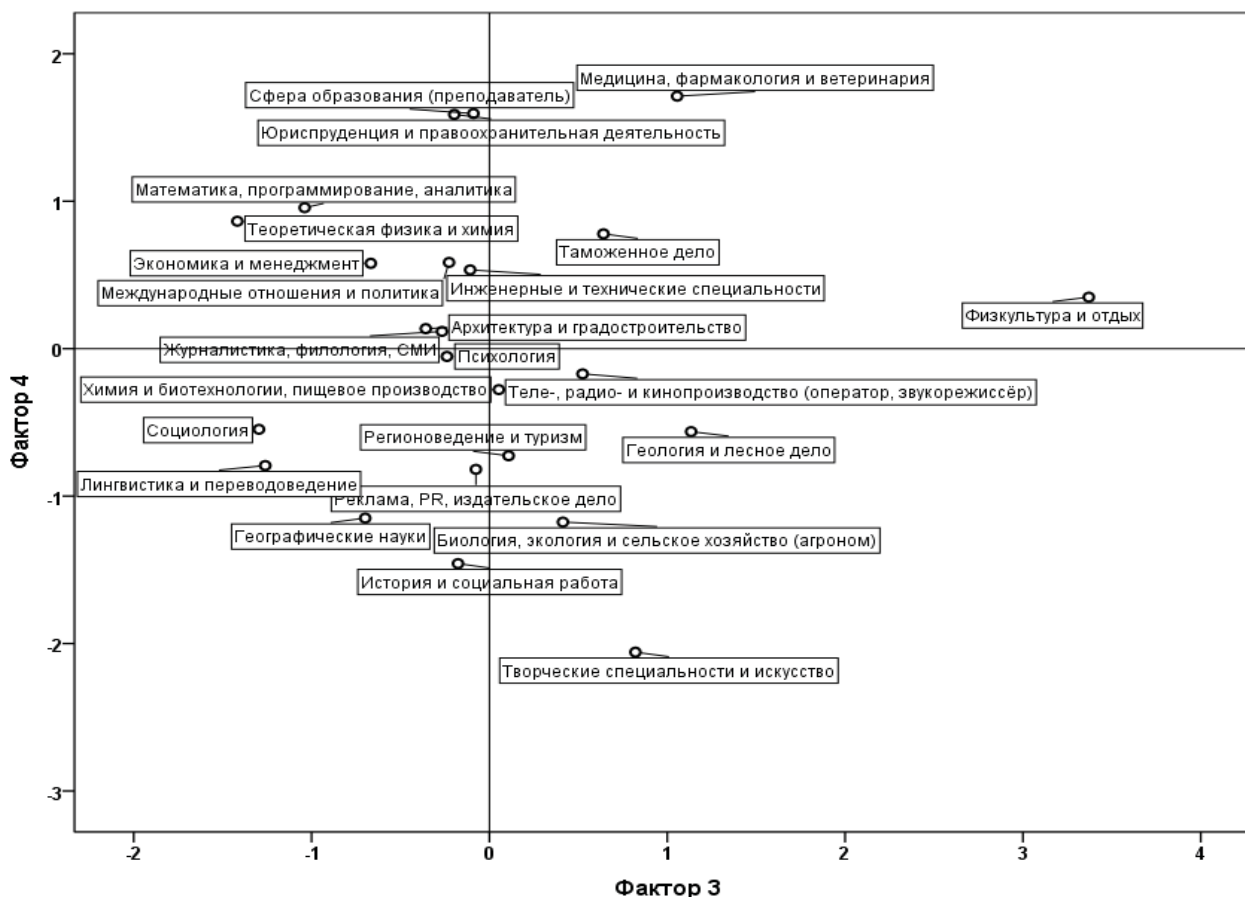 2
Медицина, фармакология и ветеринария
Сфера образования (преподаватель)
Юриспруденция и правоохранительная деятельность
Математика, программирование, аналитика
1
Теоретическая физика и химия
Таможенное дело
Экономика и менеджмент
Международные отношения и политика
Инженерные и технические специальности
Физкультура и отдых
Архитектура и градостроительство
Журналистика, филология, СМИ
0
Психология
Химия и биотехнологии, пищевое производство
Теле-, радио- и кинопроизводство (оператор, звукорежиссёр)
Фактор 4
Социология
Регионоведение и туризм
Геология и лесное дело
Лингвистика и переводоведение
-1
Реклама, PR, издательское дело
Географические науки
Биология, экология и сельское хозяйство (агроном)
История и социальная работа
-2
Творческие специальности и искусство
-3
-2 -1 0 1 2 3 4
Фактор 3